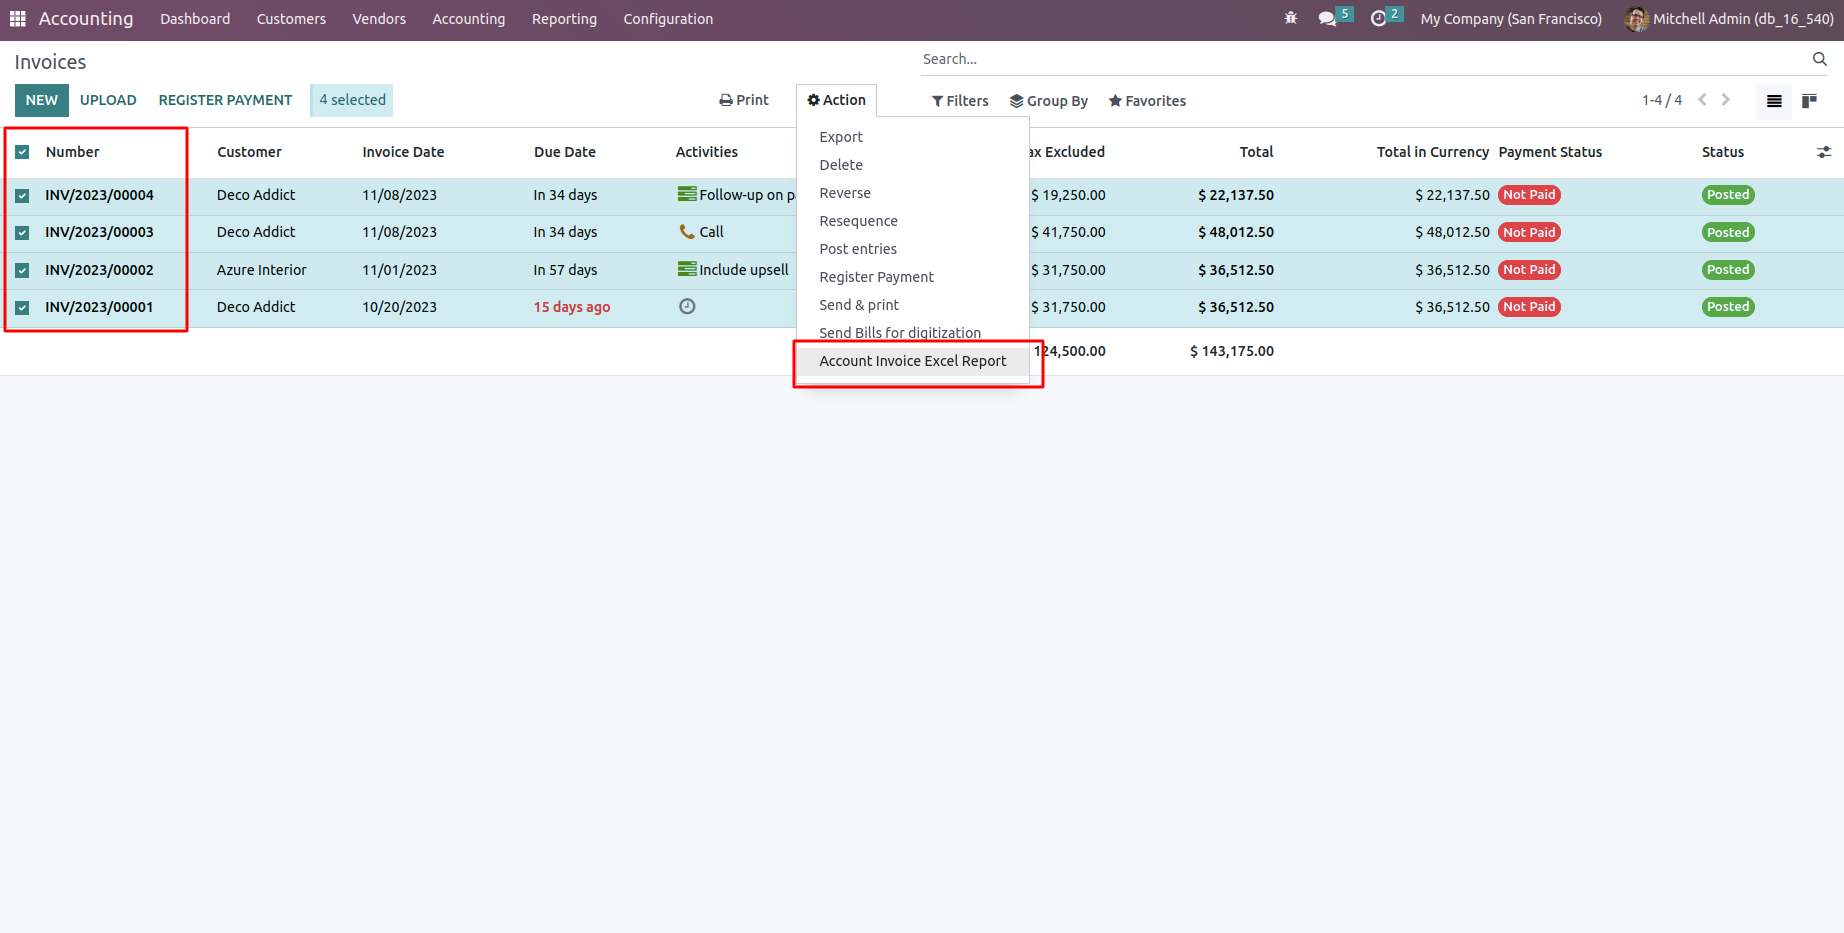 Accounting Dashboard Customers Vendors Accounting Reporting Configuration 5 2 My Company (San Francisco) Mitchell Admin (db_16_540)
Invoices Search...
NEW UPLOAD REGISTER PAYMENT 4 selected Print Action Filters Group By Favorites 1-4 / 4
Number Customer Invoice Date Due Date Activities ax Excluded Total Total in Currency Payment Status Status
INV/2023/00004 Deco Addict 11/08/2023 In 34 days Follow-up on p $ 19,250.00 $ 22,137.50 $ 22,137.50 Not Paid Posted
INV/2023/00003 Deco Addict 11/08/2023 In 34 days Call $ 41,750.00 $ 48,012.50 $ 48,012.50 Not Paid Posted
INV/2023/00002 Azure Interior 11/01/2023 In 57 days Include upsell $ 31,750.00 $ 36,512.50 $ 36,512.50 Not Paid Posted
INV/2023/00001 Deco Addict 10/20/2023 15 days ago $ 31,750.00 $ 36,512.50 $ 36,512.50 Not Paid Posted
124,500.00 $ 143,175.00
Export
Delete
Reverse
Resequence
Post entries
Register Payment
Send & print
Send Bills for digitization
Account Invoice Excel Report